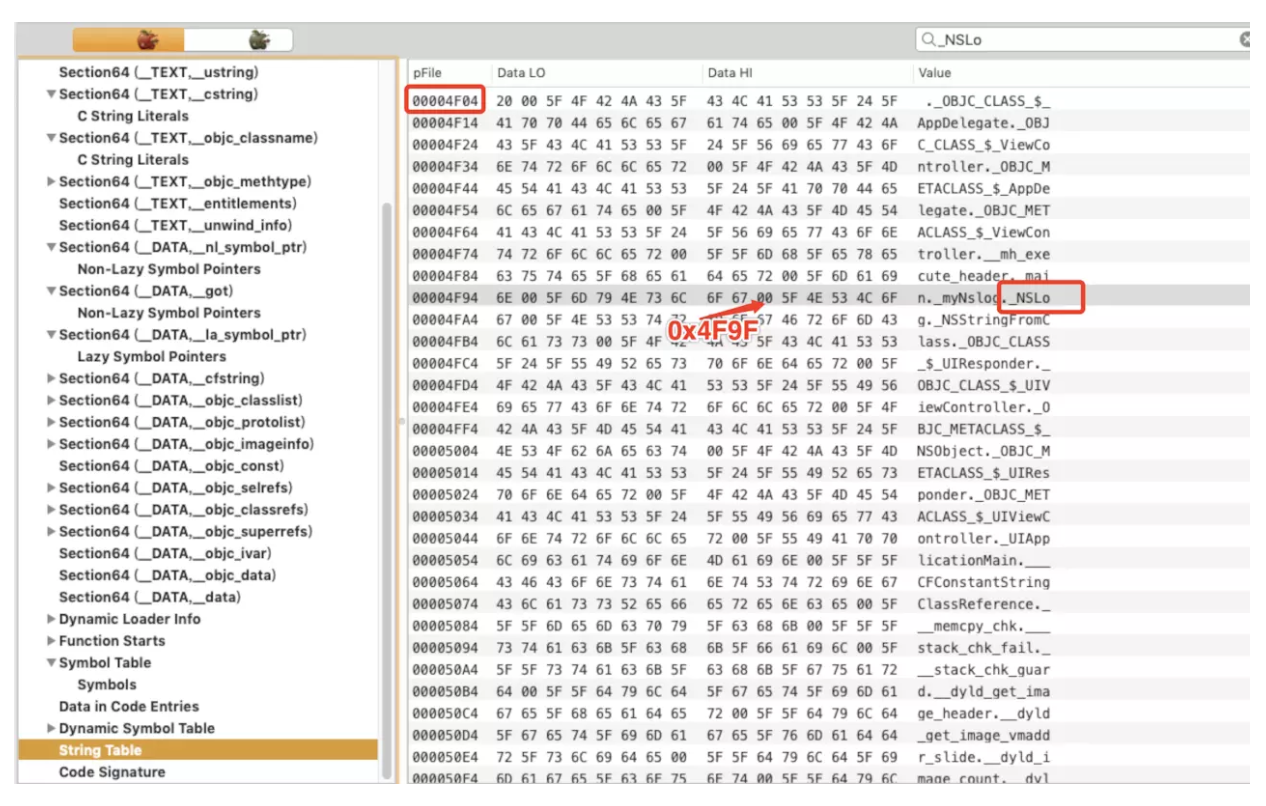 _NSLo
Section64 (__TEXT,__ustring)
Section64 (__TEXT,__cstring)
C String Literals
Section64 (__TEXT,__objc_classname)
C String Literals
Section64 (__TEXT,__objc_methtype)
Section64 (__TEXT,__entitlements)
Section64 (__TEXT,__unwind_info)
Section64 (__DATA,__nl_symbol_ptr)
Non-Lazy Symbol Pointers
Section64 (__DATA,__got)
Non-Lazy Symbol Pointers
Section64 (__DATA,__la_symbol_ptr)
Lazy Symbol Pointers
Section64 (__DATA,__cfstring)
Section64 (__DATA,__objc_classlist)
Section64 (__DATA,__objc_protolist)
Section64 (__DATA,__objc_imageinfo)
Section64 (__DATA,__objc_const)
Section64 (__DATA,__objc_selrefs)
Section64 (__DATA,__objc_classrefs)
Section64 (__DATA,__objc_superrefs)
Section64 (__DATA,__objc_ivar)
Section64 (__DATA,__objc_data)
Section64 (__DATA,__data)
Dynamic Loader Info
Function Starts
Symbol Table
Symbols
Data in Code Entries
Dynamic Symbol Table
String Table
Code Signature
pFile Data LO Data HI Value
00004F04 20 00 5F 4F 42 4A 43 5F 43 4C 41 53 53 5F 24 5F ._OBJC_CLASS_$_
00004F14 41 70 70 44 65 6C 65 67 61 74 65 00 5F 4F 42 4A AppDelegate._OBJ
00004F24 43 5F 43 4C 41 53 53 5F 24 5F 56 69 65 77 43 6F C_CLASS_$_ViewCo
00004F34 6E 74 72 6F 6C 6C 65 72 00 5F 4F 42 4A 43 5F 4D ntroller._OBJC_M
00004F44 45 54 41 43 4C 41 53 53 5F 24 5F 41 70 70 44 65 ETACLASS_$_AppDe
00004F54 6C 65 67 61 74 65 00 5F 4F 42 4A 43 5F 4D 45 54 legate._OBJC_MET
00004F64 41 43 4C 41 53 53 5F 24 5F 56 69 65 77 43 6F 6E ACLASS_$_ViewCon
00004F74 74 72 6F 6C 6C 65 72 00 5F 5F 6D 68 5F 65 78 65 troller.__mh_exe
00004F84 63 75 74 65 5F 68 65 61 64 65 72 00 5F 6D 61 69 cute_header._mai
00004F94 6E 00 5F 6D 79 4E 73 6C 6F 67 00 5F 4E 53 4C 6F n._myNslog._NSLo
0x4F9F
00004FA4 67 00 5F 4E 53 53 74 72 67 46 72 6F 6D 43 g._NSStringFromC
00004FB4 6C 61 73 73 00 5F 4F 42 4A 43 5F 43 4C 41 53 53 lass._OBJC_CLASS
00004FC4 5F 24 5F 55 49 52 65 73 70 6F 6E 64 65 72 00 5F _$_UIResponder._
00004FD4 4F 42 4A 43 5F 43 4C 41 53 53 5F 24 5F 55 49 56 OBJC_CLASS_$_UIV
00004FE4 69 65 77 43 6F 6E 74 72 6F 6C 6C 65 72 00 5F 4F iewController._O
00004FF4 42 4A 43 5F 4D 45 54 41 43 4C 41 53 53 5F 24 5F BJC_METACLASS_$_
00005004 4E 53 4F 62 6A 65 63 74 00 5F 4F 42 4A 43 5F 4D NSObject._OBJC_M
00005014 45 54 41 43 4C 41 53 53 5F 24 5F 55 49 52 65 73 ETACLASS_$_UIRes
00005024 70 6F 6E 64 65 72 00 5F 4F 42 4A 43 5F 4D 45 54 ponder._OBJC_MET
00005034 41 43 4C 41 53 53 5F 24 5F 55 49 56 69 65 77 43 ACLASS_$_UIViewC
00005044 6F 6E 74 72 6F 6C 6C 65 72 00 5F 55 49 41 70 70 ontroller._UIApp
00005054 6C 69 63 61 74 69 6F 6E 4D 61 69 6E 00 5F 5F 5F licationMain.___
00005064 43 46 43 6F 6E 73 74 61 6E 74 53 74 72 69 6E 67 CFConstantString
00005074 43 6C 61 73 73 52 65 66 65 72 65 6E 63 65 00 5F ClassReference._
00005084 5F 5F 6D 65 6D 63 70 79 5F 63 68 6B 00 5F 5F 5F __memcpy_chk.___
00005094 73 74 61 63 6B 5F 63 68 6B 5F 66 61 69 6C 00 5F stack_chk_fail._
000050A4 5F 5F 73 74 61 63 6B 5F 63 68 6B 5F 67 75 61 72 __stack_chk_guar
000050B4 64 00 5F 5F 64 79 6C 64 5F 67 65 74 5F 69 6D 61 d.__dyld_get_ima
000050C4 67 65 5F 68 65 61 64 65 72 00 5F 5F 64 79 6C 64 ge_header.__dyld
000050D4 5F 67 65 74 5F 69 6D 61 67 65 5F 76 6D 61 64 64 _get_image_vmadd
000050E4 72 5F 73 6C 69 64 65 00 5F 5F 64 79 6C 64 5F 69 r_slide.__dyld_i
000050F4 6D 61 67 65 5F 63 6F 75 6E 74 00 5F 5F 64 79 6C mage_count.__dyl